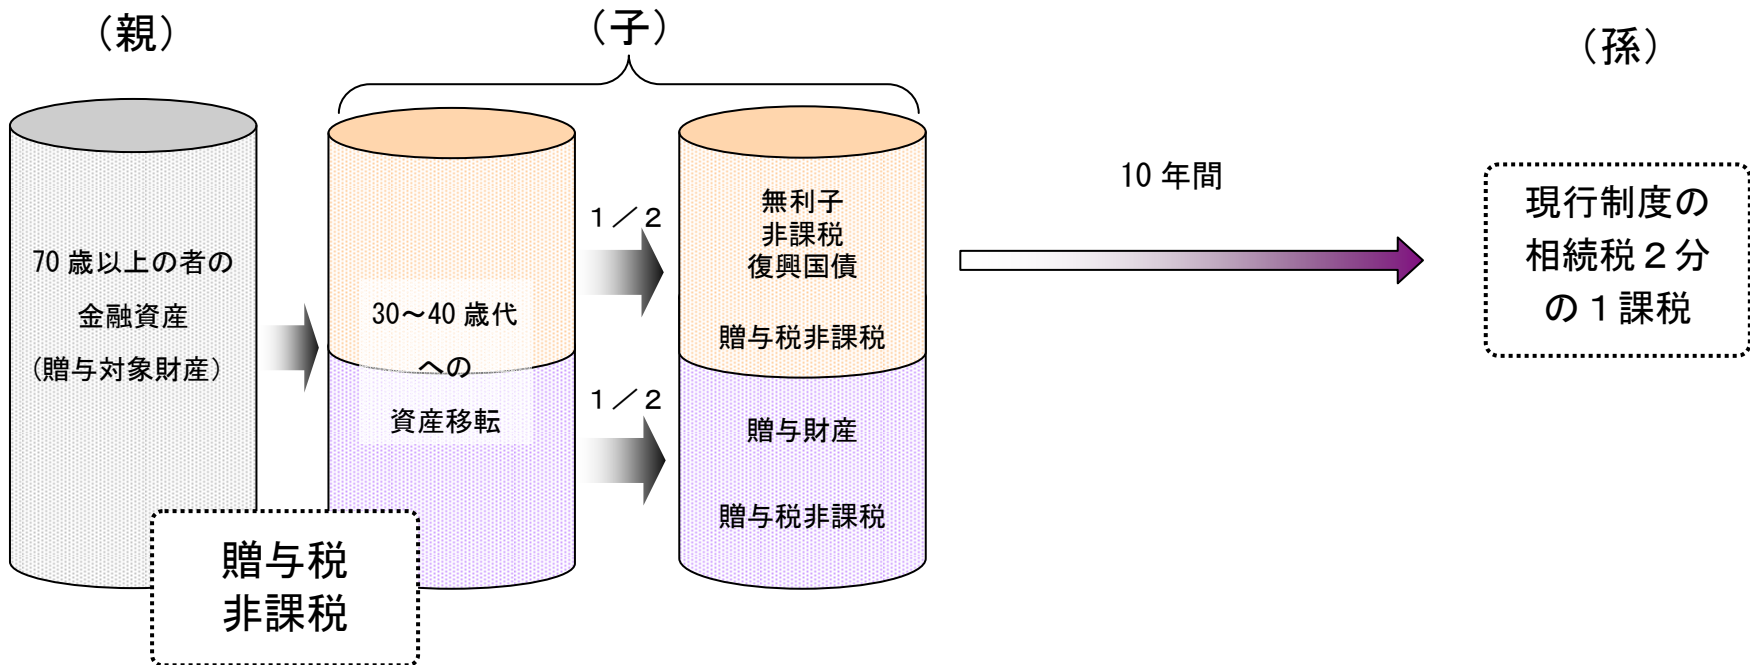 （親）
（子）
（孫）
70 歳以上の者の
金融資産
（贈与対象財産）
30～40 歳代
への
資産移転
贈与税
非課税
１／２
１／２
無利子
非課税
復興国債
贈与税非課税
贈与財産
贈与税非課税
10 年間
現行制度の
相続税２分
の１課税